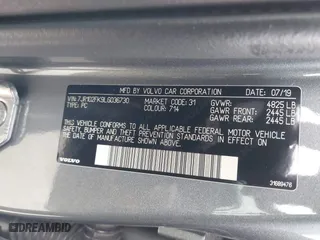 MFD. BY VOLVO CAR CORPORATION 07/19
VIN: 7JR102FK9LG036730 MARKET CODE: 31 GVWR: 4825 LB
TYPE: PC COLOUR: 714 GAWR FRONT: 2445 LB
GAWR REAR: 2445 LB
THIS VEHICLE CONFORMS TO ALL APPLICABLE U.S. FEDERAL MOTOR VEHICLE
SAFETY, BUMPER, AND THEFT PREVENTION STANDARDS IN
EFFECT ON THE DATE OF MANUFACTURE SHOWN ABOVE.
VOLVO 31689478
DREAMBID